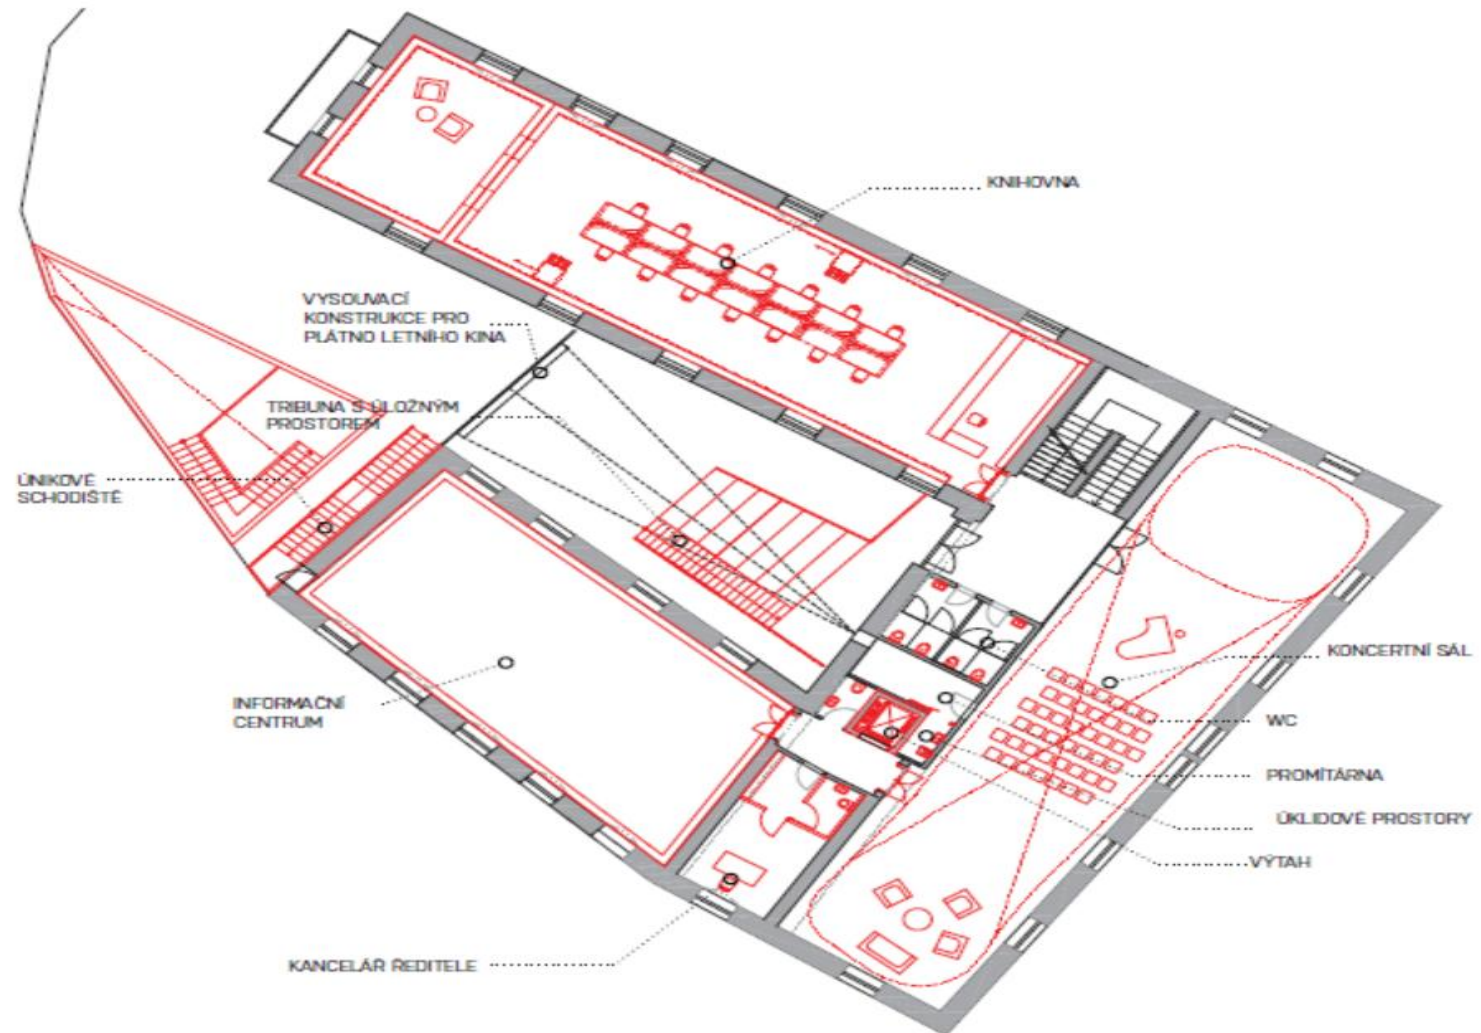 KNIHOVNA
VYSOUVACÍ
KONSTRUKCE PRO
PLÁTNO LETNÍHO KINA
TRIBUNA S ÚLOŽNÝM
PROSTOREM
ÚNIKOVÉ
SCHODIŠTĚ
INFORMAČNÍ
CENTRUM
KONCERTNÍ SÁL
WC
PROMÍTÁRNA
ÚKLIDOVÉ PROSTORY
VÝTAH
KANCELÁŘ ŘEDITELE